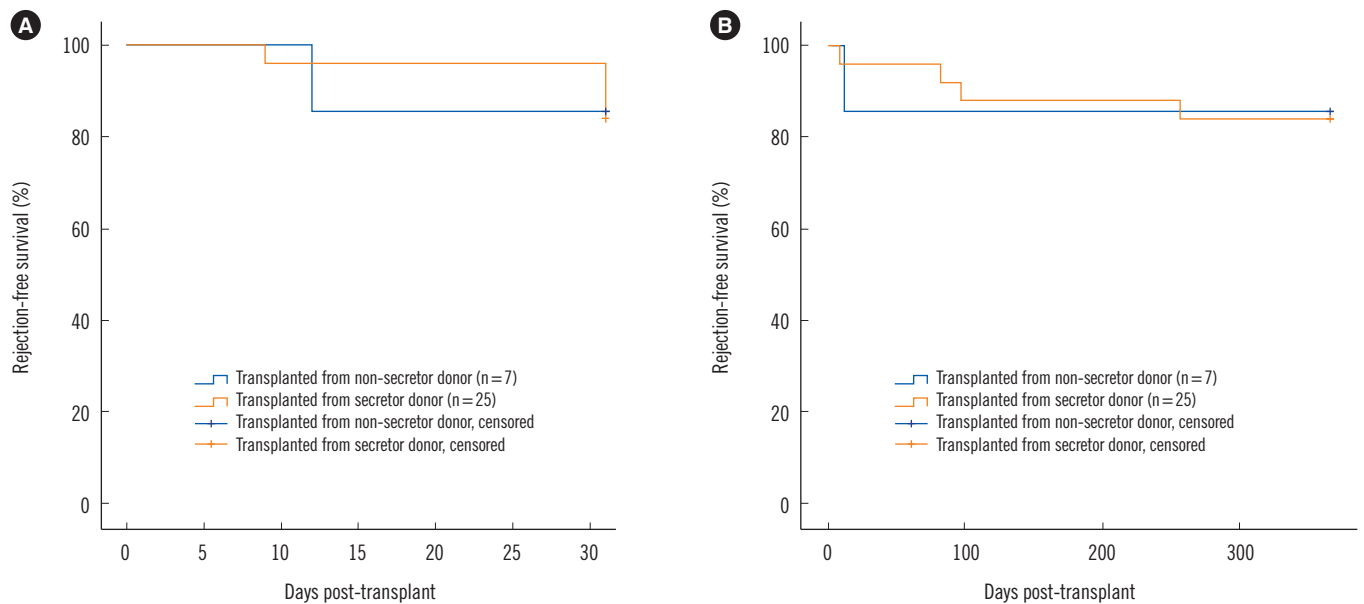 A
100
80
60
40
20
0
Rejection-free survival (%)
Transplanted from non-secretor donor (n=7)
Transplanted from secretor donor (n=25)
Transplanted from non-secretor donor, censored
Transplanted from secretor donor, censored
0 5 10 15 20 25 30
Days post-transplant
B
100
80
60
40
20
0
Rejection-free survival (%)
Transplanted from non-secretor donor (n=7)
Transplanted from secretor donor (n=25)
Transplanted from non-secretor donor, censored
Transplanted from secretor donor, censored
0 100 200 300
Days post-transplant